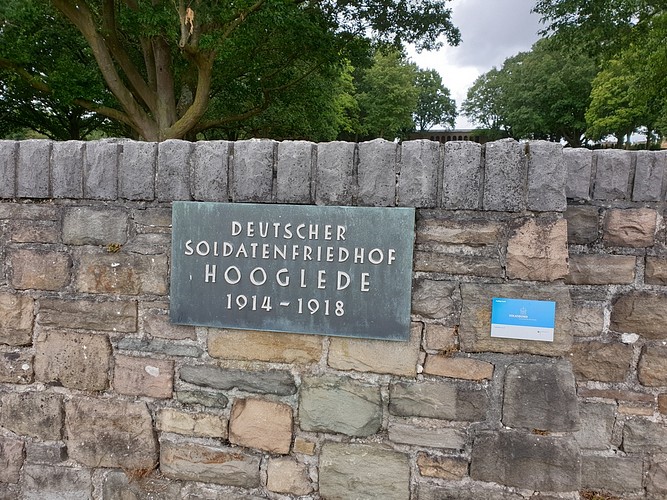 DEUTSCHER
SOLDATENFRIEDHOF
HOOGLEDE
1914-1918